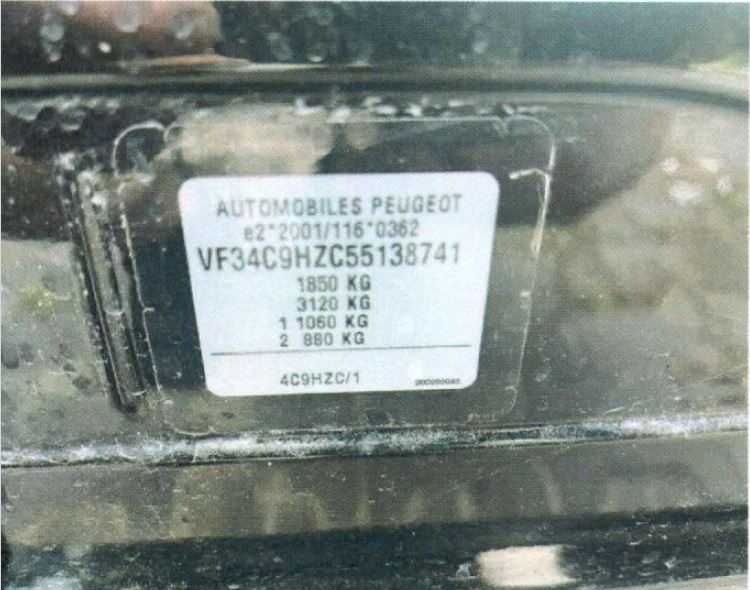 AUTOMOBILES PEUGEOT
e2*2001/116*0362
VF34C9HZC55138741
1850 KG
3120 KG
1 1060 KG
2 880 KG
4C9HZC/1